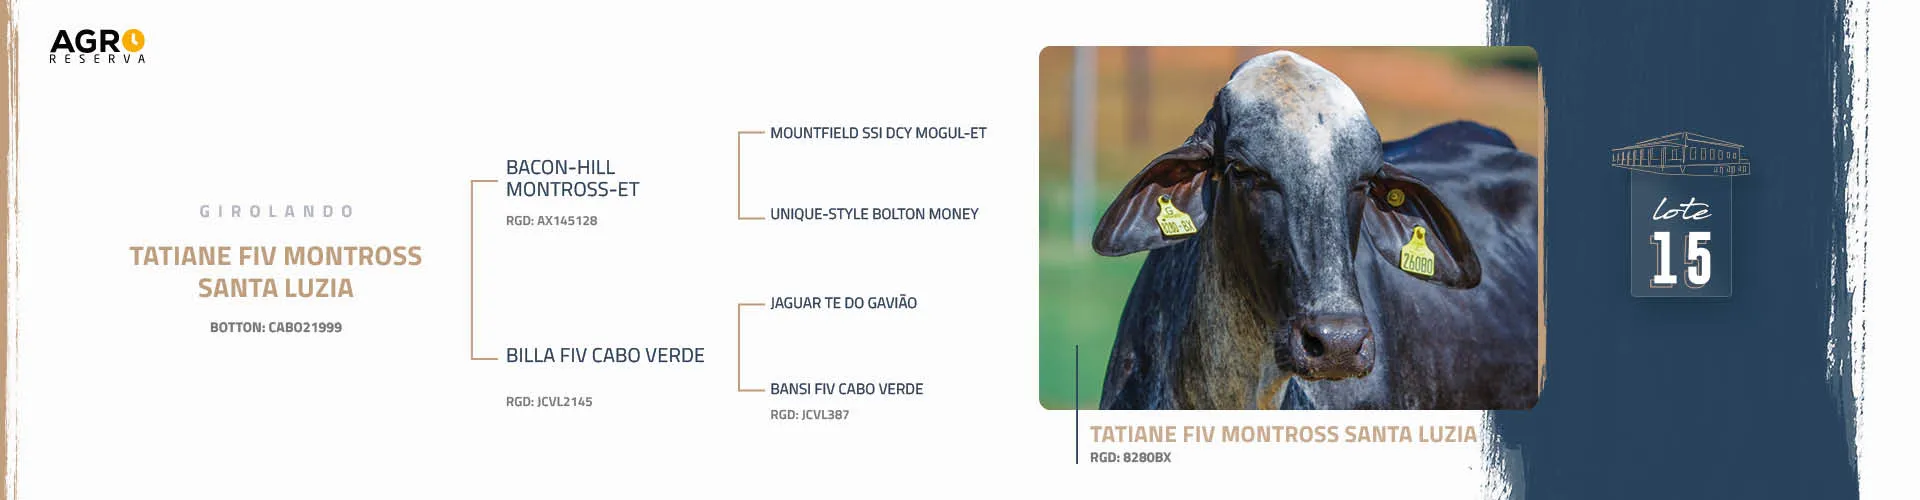 AGRO
RESERVA
GIROLANDO
TATIANE FIV MONTROSS
SANTA LUZIA
BOTTON: CABO21999
BACON-HILL
MONTROSS-ET
RGD: AX145128
BILLA FIV CABO VERDE
RGD: JCVL2145
MOUNTFIELD SSI DCY MOGUL-ET
UNIQUE-STYLE BOLTON MONEY
JAGUAR TE DO GAVIÃO
BANSI FIV CABO VERDE
RGD: JCVL387
G
8280-BX
26080
TATIANE FIV MONTROSS SANTA LUZIA
RGD: 8280BX
lote
15